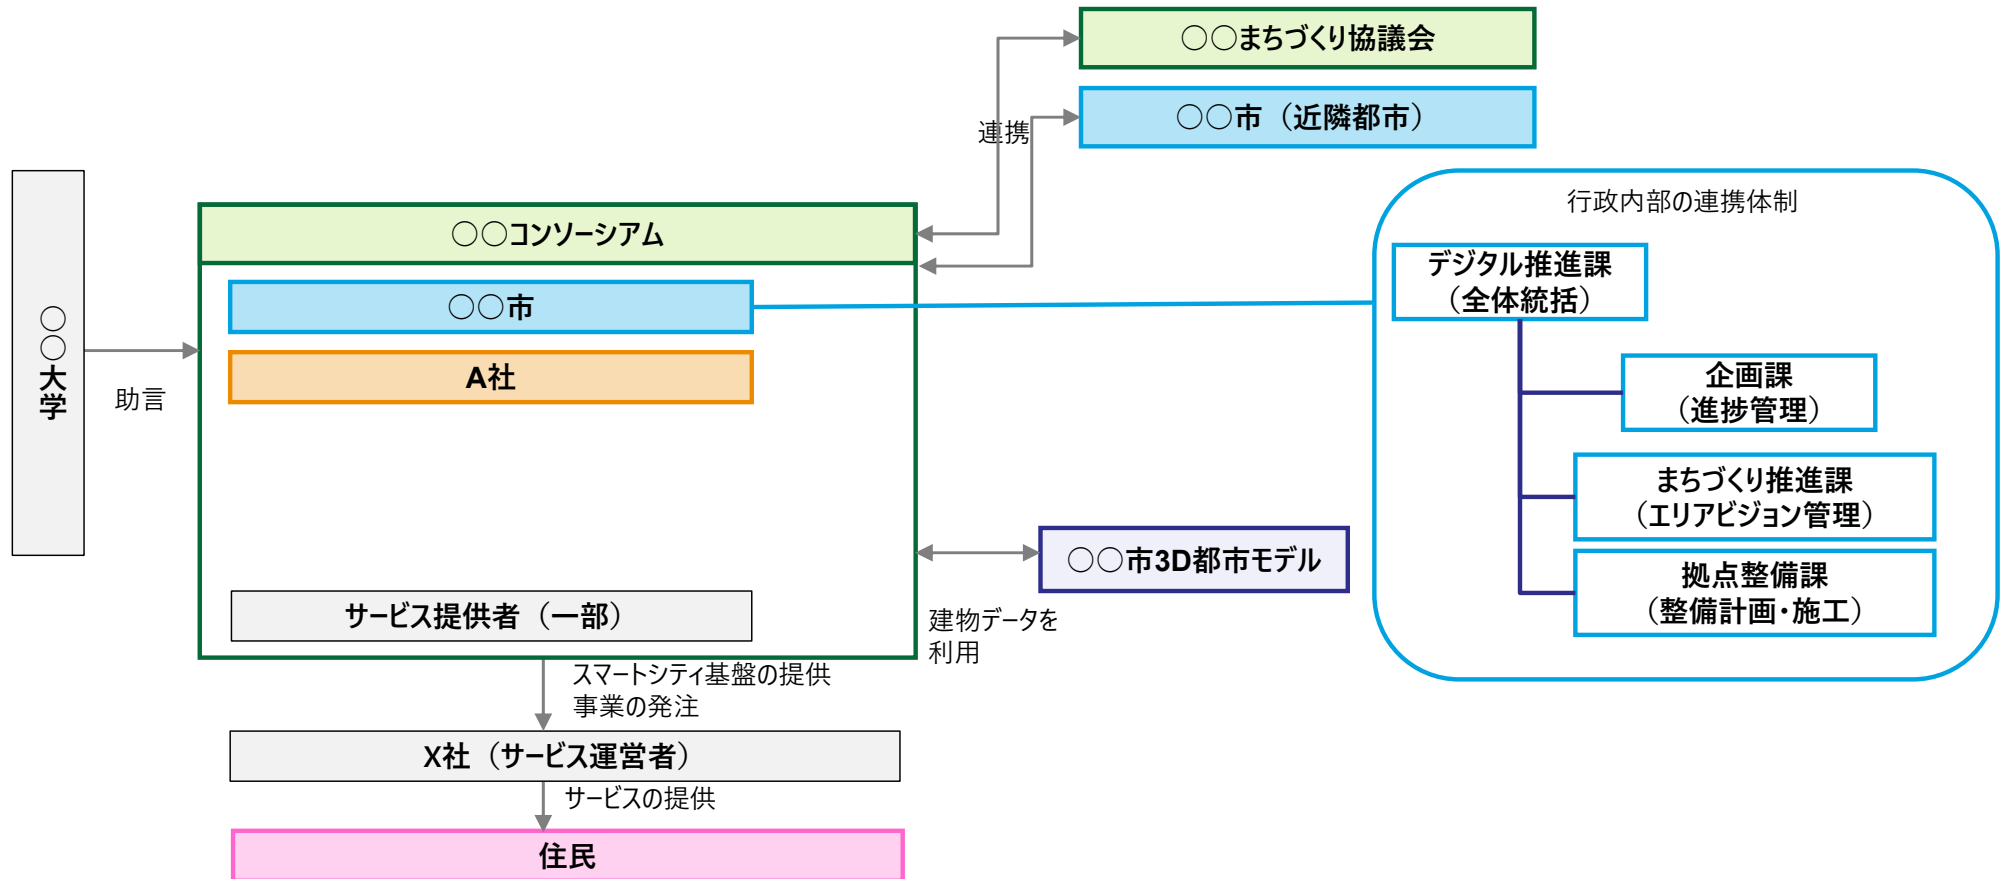 ○○まちづくり協議会
○○市（近隣都市）
連携
行政内部の連携体制
○○コンソーシアム
デジタル推進課
（全体統括）
○○市
○○大学
A社
助言
企画課
（進捗管理）
まちづくり推進課
（エリアビジョン管理）
○○市3D都市モデル
拠点整備課
（整備計画・施工）
サービス提供者（一部）
建物データを
利用
スマートシティ基盤の提供
事業の発注
X社（サービス運営者）
サービスの提供
住民